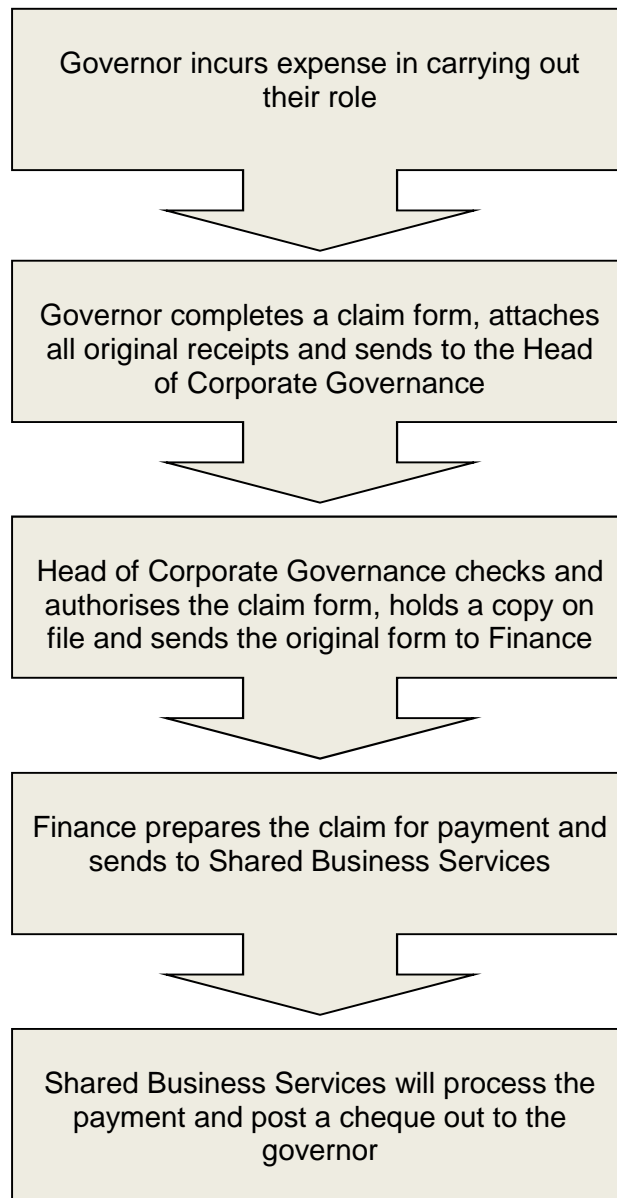 Governor incurs expense in carrying out
their role
Governor completes a claim form, attaches
all original receipts and sends to the Head
of Corporate Governance
Head of Corporate Governance checks and
authorises the claim form, holds a copy on
file and sends the original form to Finance
Finance prepares the claim for payment and
sends to Shared Business Services
Shared Business Services will process the
payment and post a cheque out to the
governor